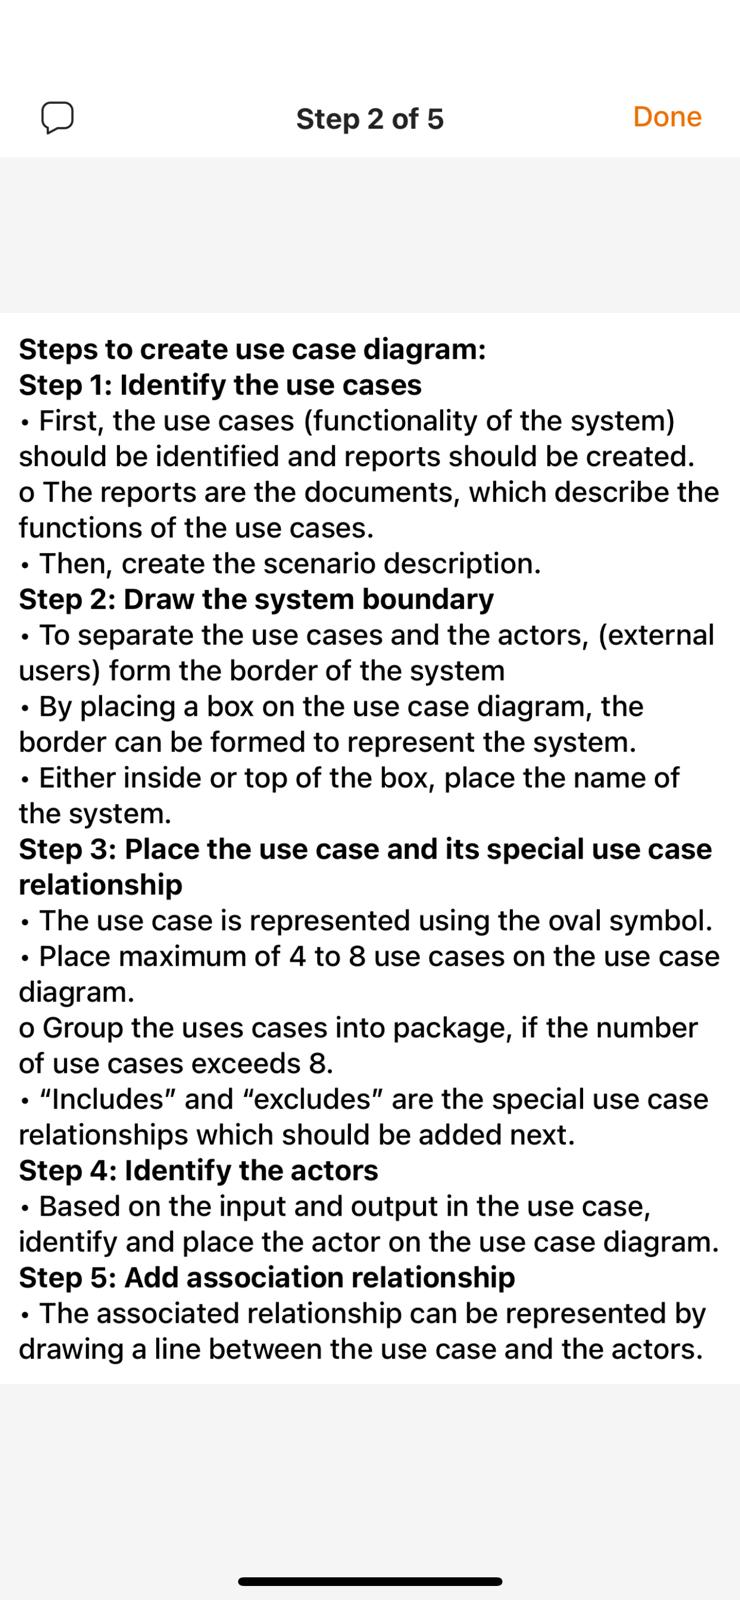 Step 2 of 5
Done
Steps to create use case diagram:
Step 1: Identify the use cases
• First, the use cases (functionality of the system)
should be identified and reports should be created.
o The reports are the documents, which describe the
functions of the use cases.
• Then, create the scenario description.
Step 2: Draw the system boundary
• To separate the use cases and the actors, (external
users) form the border of the system
• By placing a box on the use case diagram, the
border can be formed to represent the system.
• Either inside or top of the box, place the name of
the system.
Step 3: Place the use case and its special use case
relationship
• The use case is represented using the oval symbol.
• Place maximum of 4 to 8 use cases on the use case
diagram.
o Group the uses cases into package, if the number
of use cases exceeds 8.
• “Includes” and “excludes” are the special use case
relationships which should be added next.
Step 4: Identify the actors
• Based on the input and output in the use case,
identify and place the actor on the use case diagram.
Step 5: Add association relationship
• The associated relationship can be represented by
drawing a line between the use case and the actors.